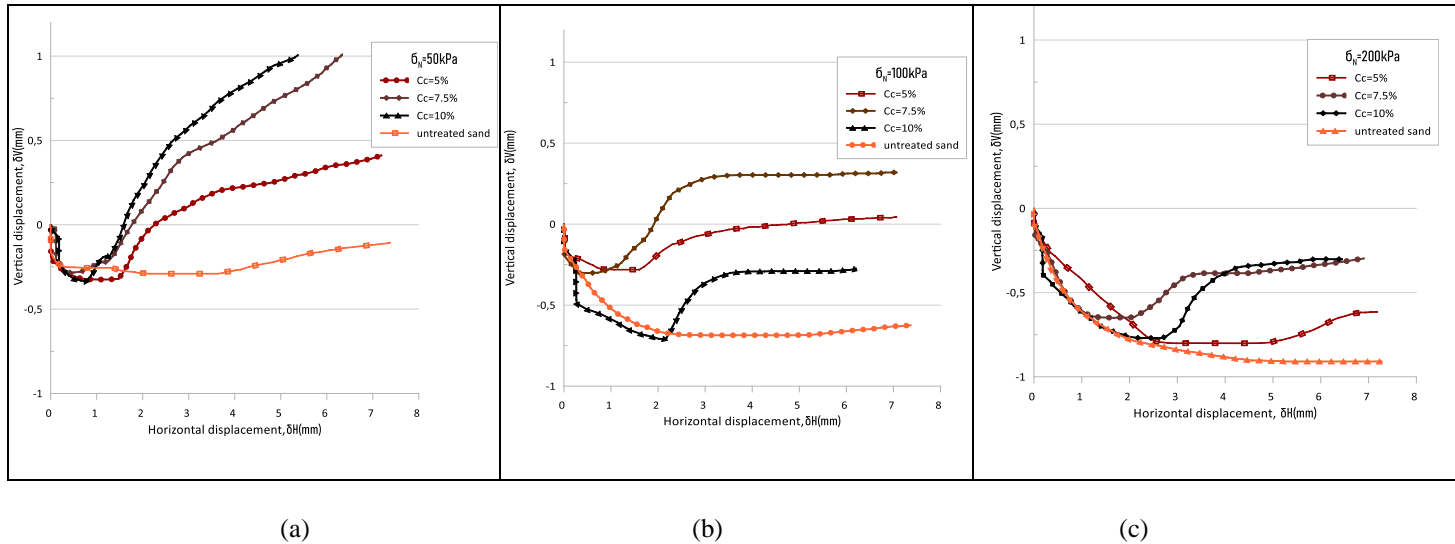 1
0,5
0
-0,5
-1
0 1 2 3 4 5 6 7 8
Vertical displacement, δV(mm)
Horizontal displacement,δH(mm)
σN=50kPa
Cc=5%
Cc=7.5%
Cc=10%
untreated sand
(a)
1
0,5
0
-0,5
-1
0 1 2 3 4 5 6 7 8
Vertical displacement, δV(mm)
Horizontal displacement, δH(mm)
σN=100kPa
Cc=5%
Cc=7.5%
Cc=10%
untreated sand
(b)
1
0,5
0
-0,5
-1
0 1 2 3 4 5 6 7 8
Vertical displacement,δV(mm)
Horizontal displacement, δH(mm)
σN=200kPa
Cc=5%
Cc=7.5%
Cc=10%
untreated sand
(c)